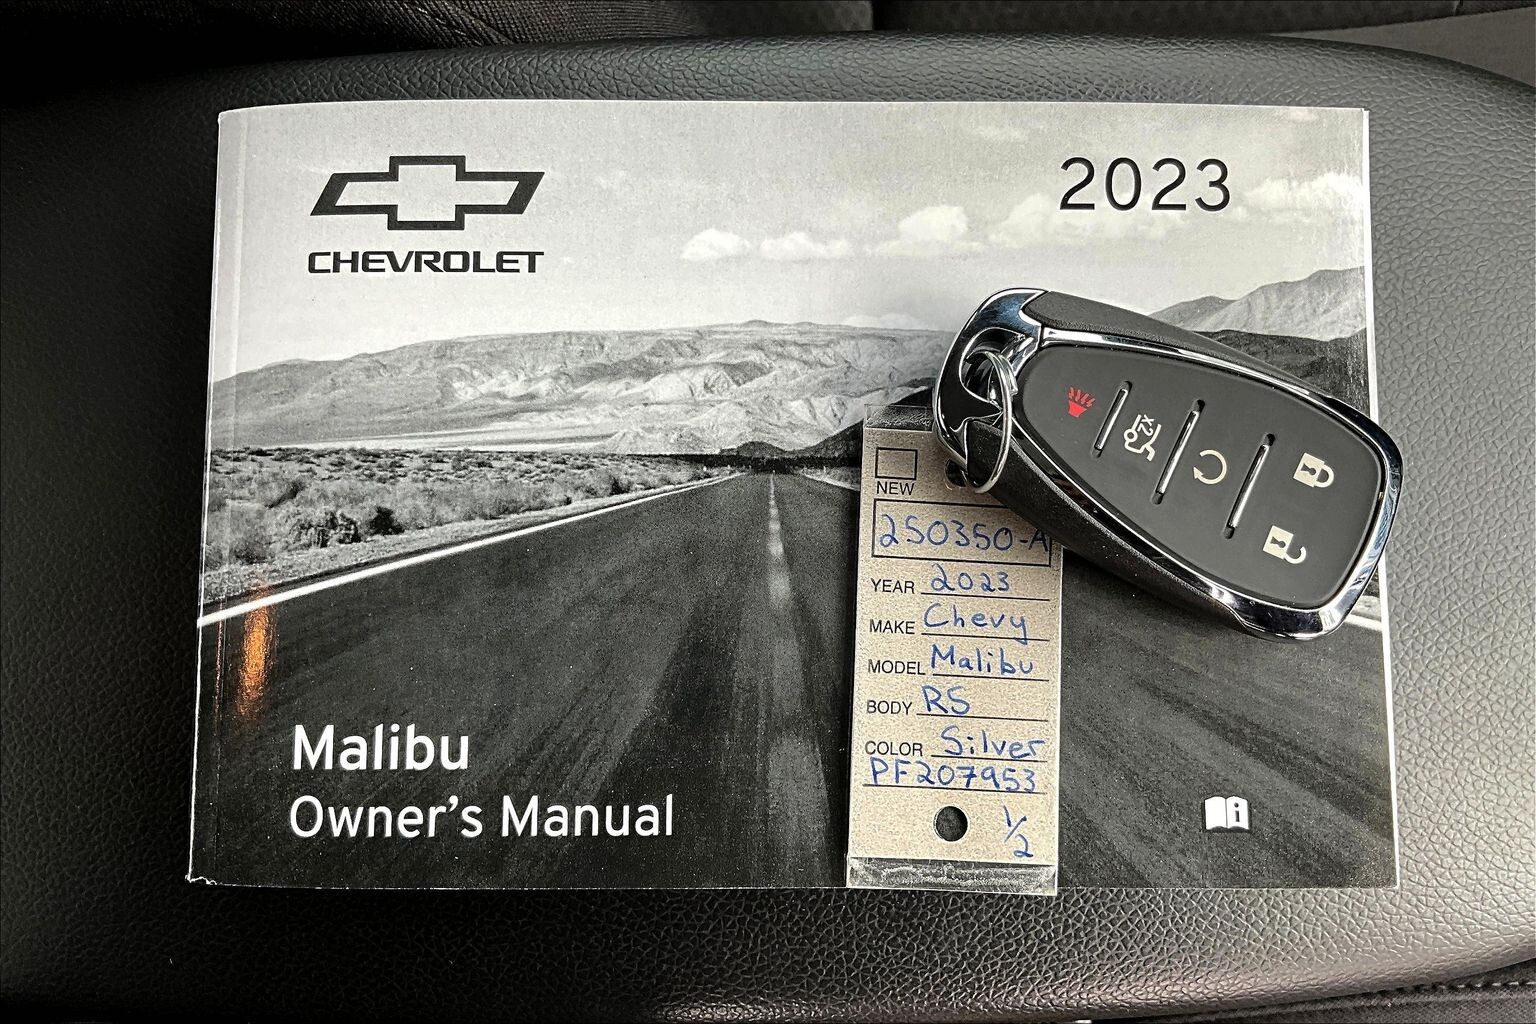 CHEVROLET
2023
NEW
250350-A
YEAR 2023
MAKE Chevy
MODEL Malibu
BODY RS
COLOR Silver
PF207953
1/2
X2
Malibu
Owner's Manual